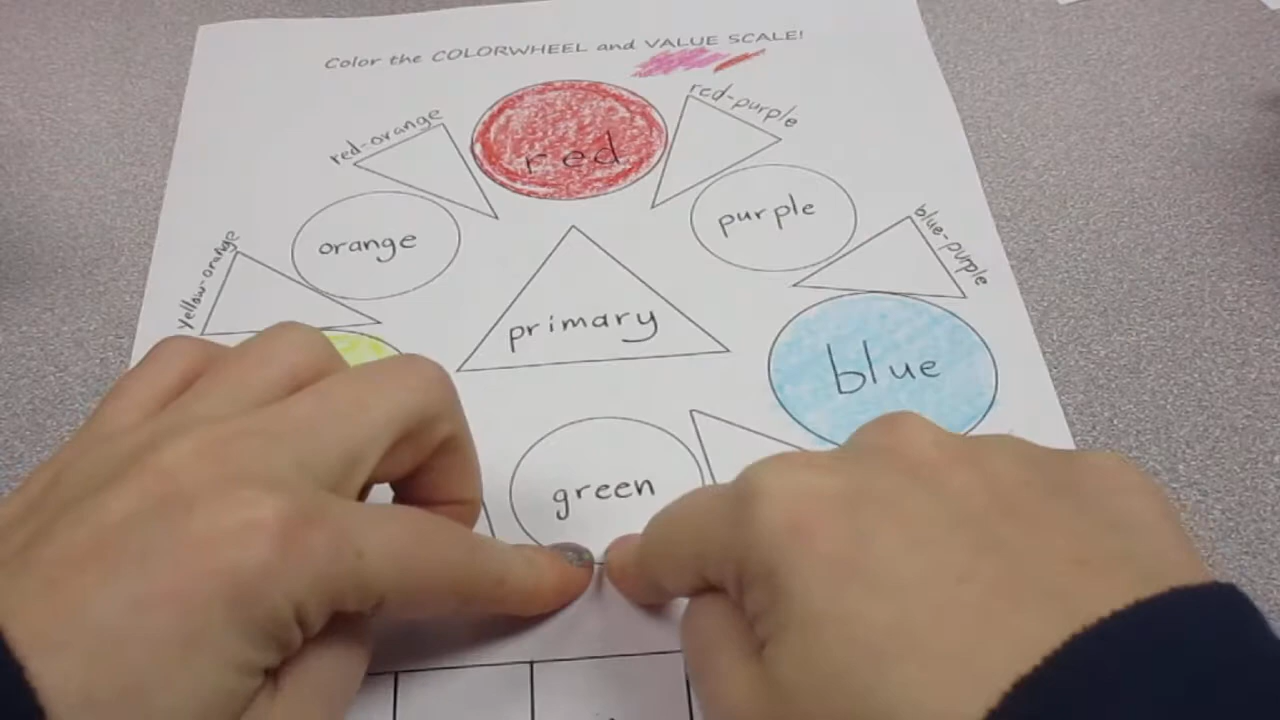 Color the COLORWHEEL and VALUE SCALE!
red-orange
red
red-purple
orange
purple
yellow-orange
blue-purple
primary
blue
green